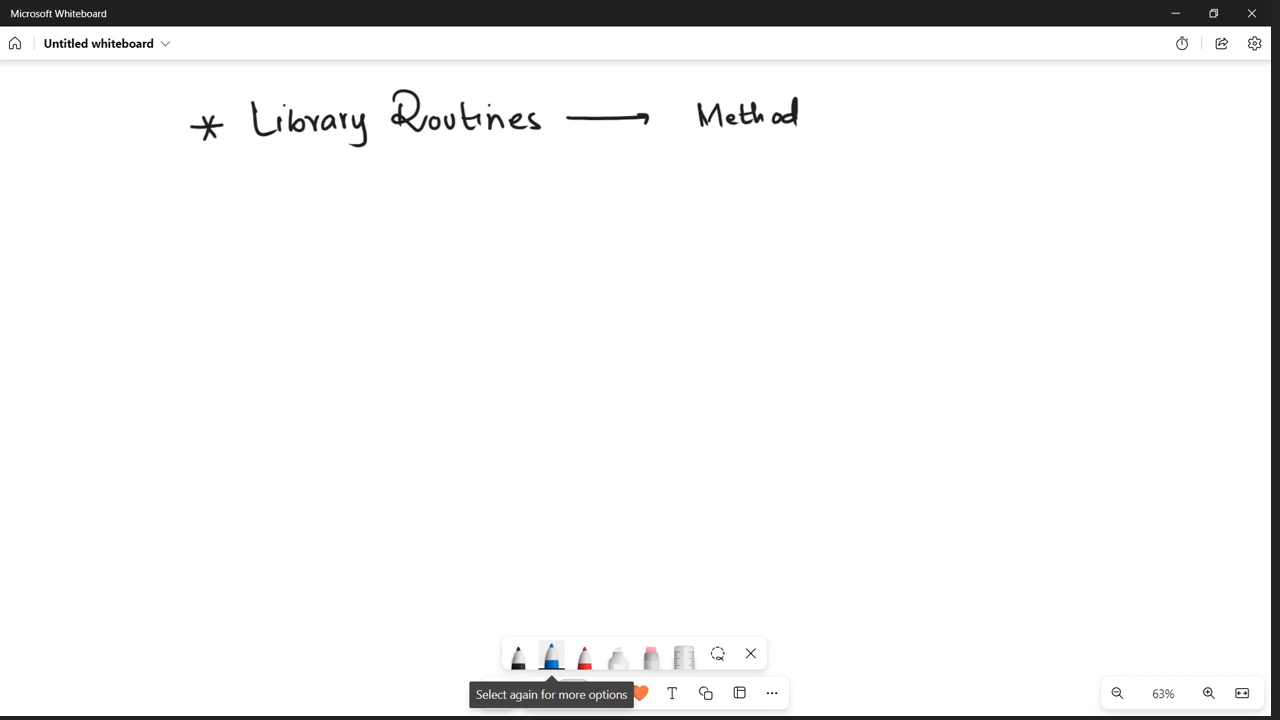 Microsoft Whiteboard
Untitled whiteboard
* Library Routines → Method
Select again for more options
T
63%